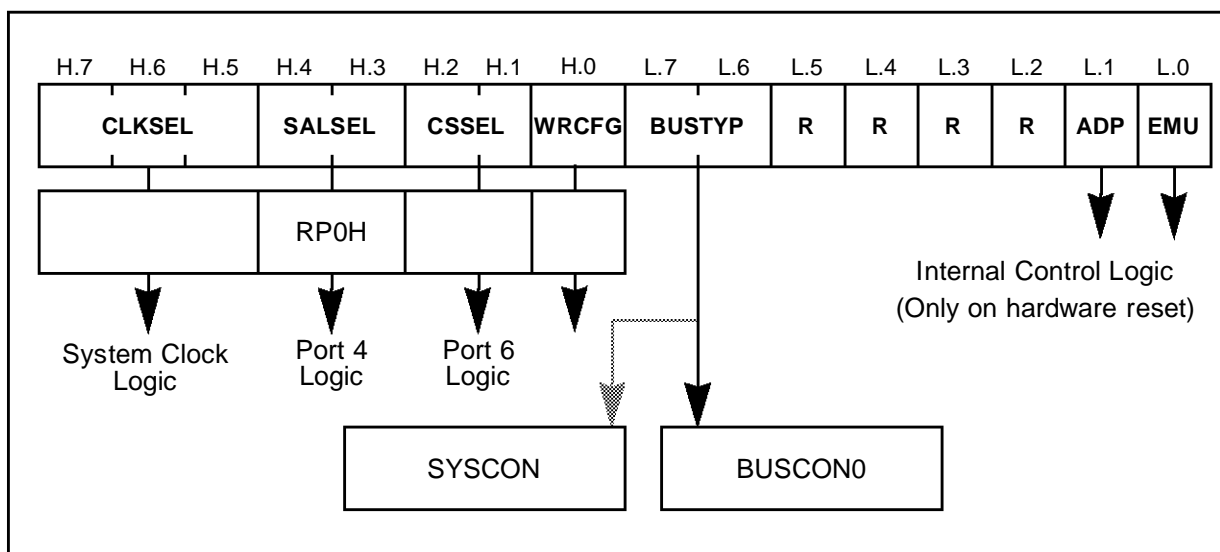 H.7 H.6 H.5 H.4 H.3 H.2 H.1 H.0 L.7 L.6 L.5 L.4 L.3 L.2 L.1 L.0
CLKSEL SALSEL CSSEL WRCFG BUSTYP R R R R ADP EMU
RP0H
Internal Control Logic
(Only on hardware reset)
System Clock
Logic
Port 4
Logic
Port 6
Logic
SYSCON
BUSCON0